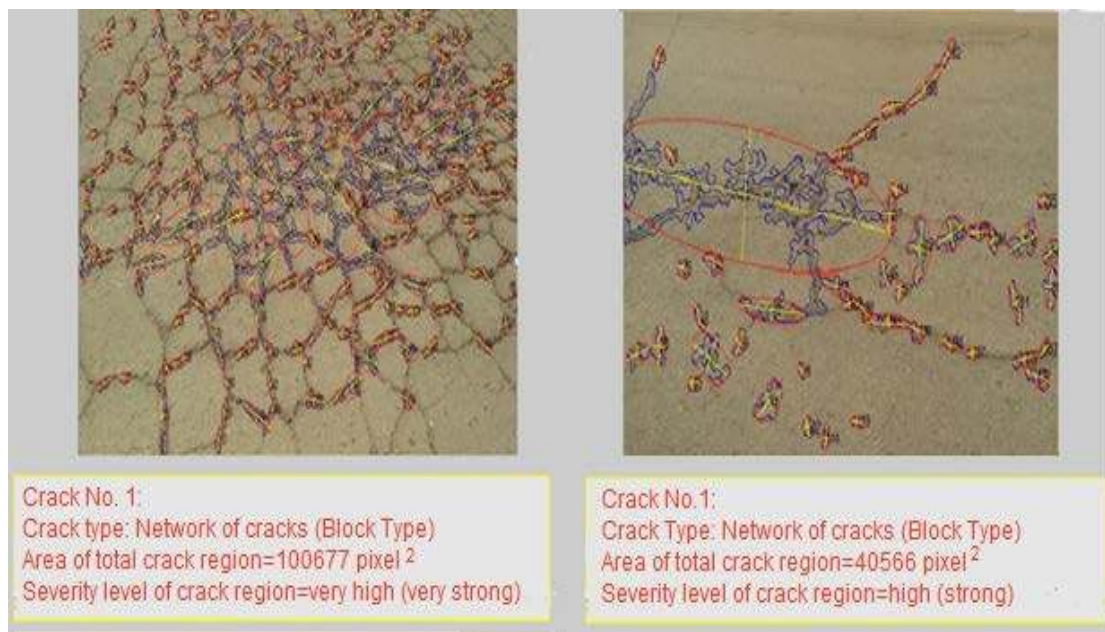 Crack No. 1:
Crack type: Network of cracks (Block Type)
Area of total crack region=100677 pixel 2
Severity level of crack region=very high (very strong)
Crack No.1:
Crack Type: Network of cracks (Block Type)
Area of total crack region=40566 pixel 2
Severity level of crack region=high (strong)